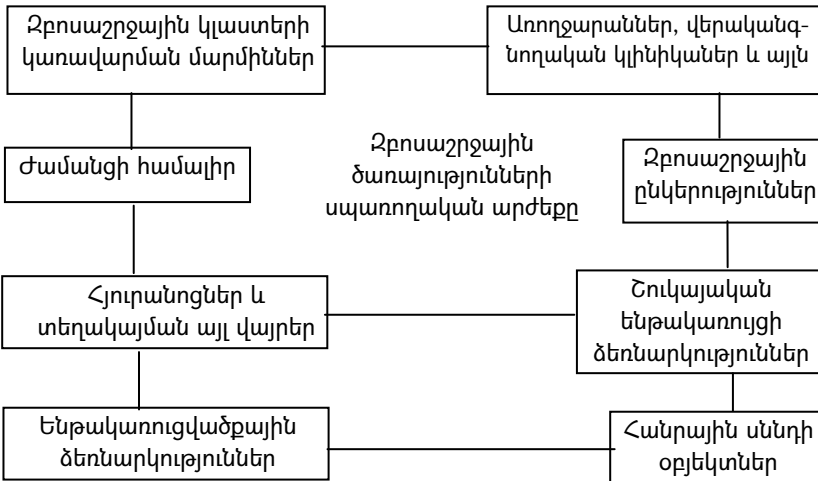 Զբոսաշրջային կլաստերի
կառավարման մարմիններ
Առողջարաններ, վերականգ-
նողական կլինիկաներ և այլն
Ժամանցի համալիր
Զբոսաշրջային
ծառայությունների
սպառողական արժեքը
Զբոսաշրջային
ընկերություններ
Հյուրանոցներ և
տեղակայման այլ վայրեր
Շուկայական
ենթակառույցի
ձեռնարկություններ
Ենթակառուցվածքային
ձեռնարկություններ
Հանրային սննդի
օբյեկտներ